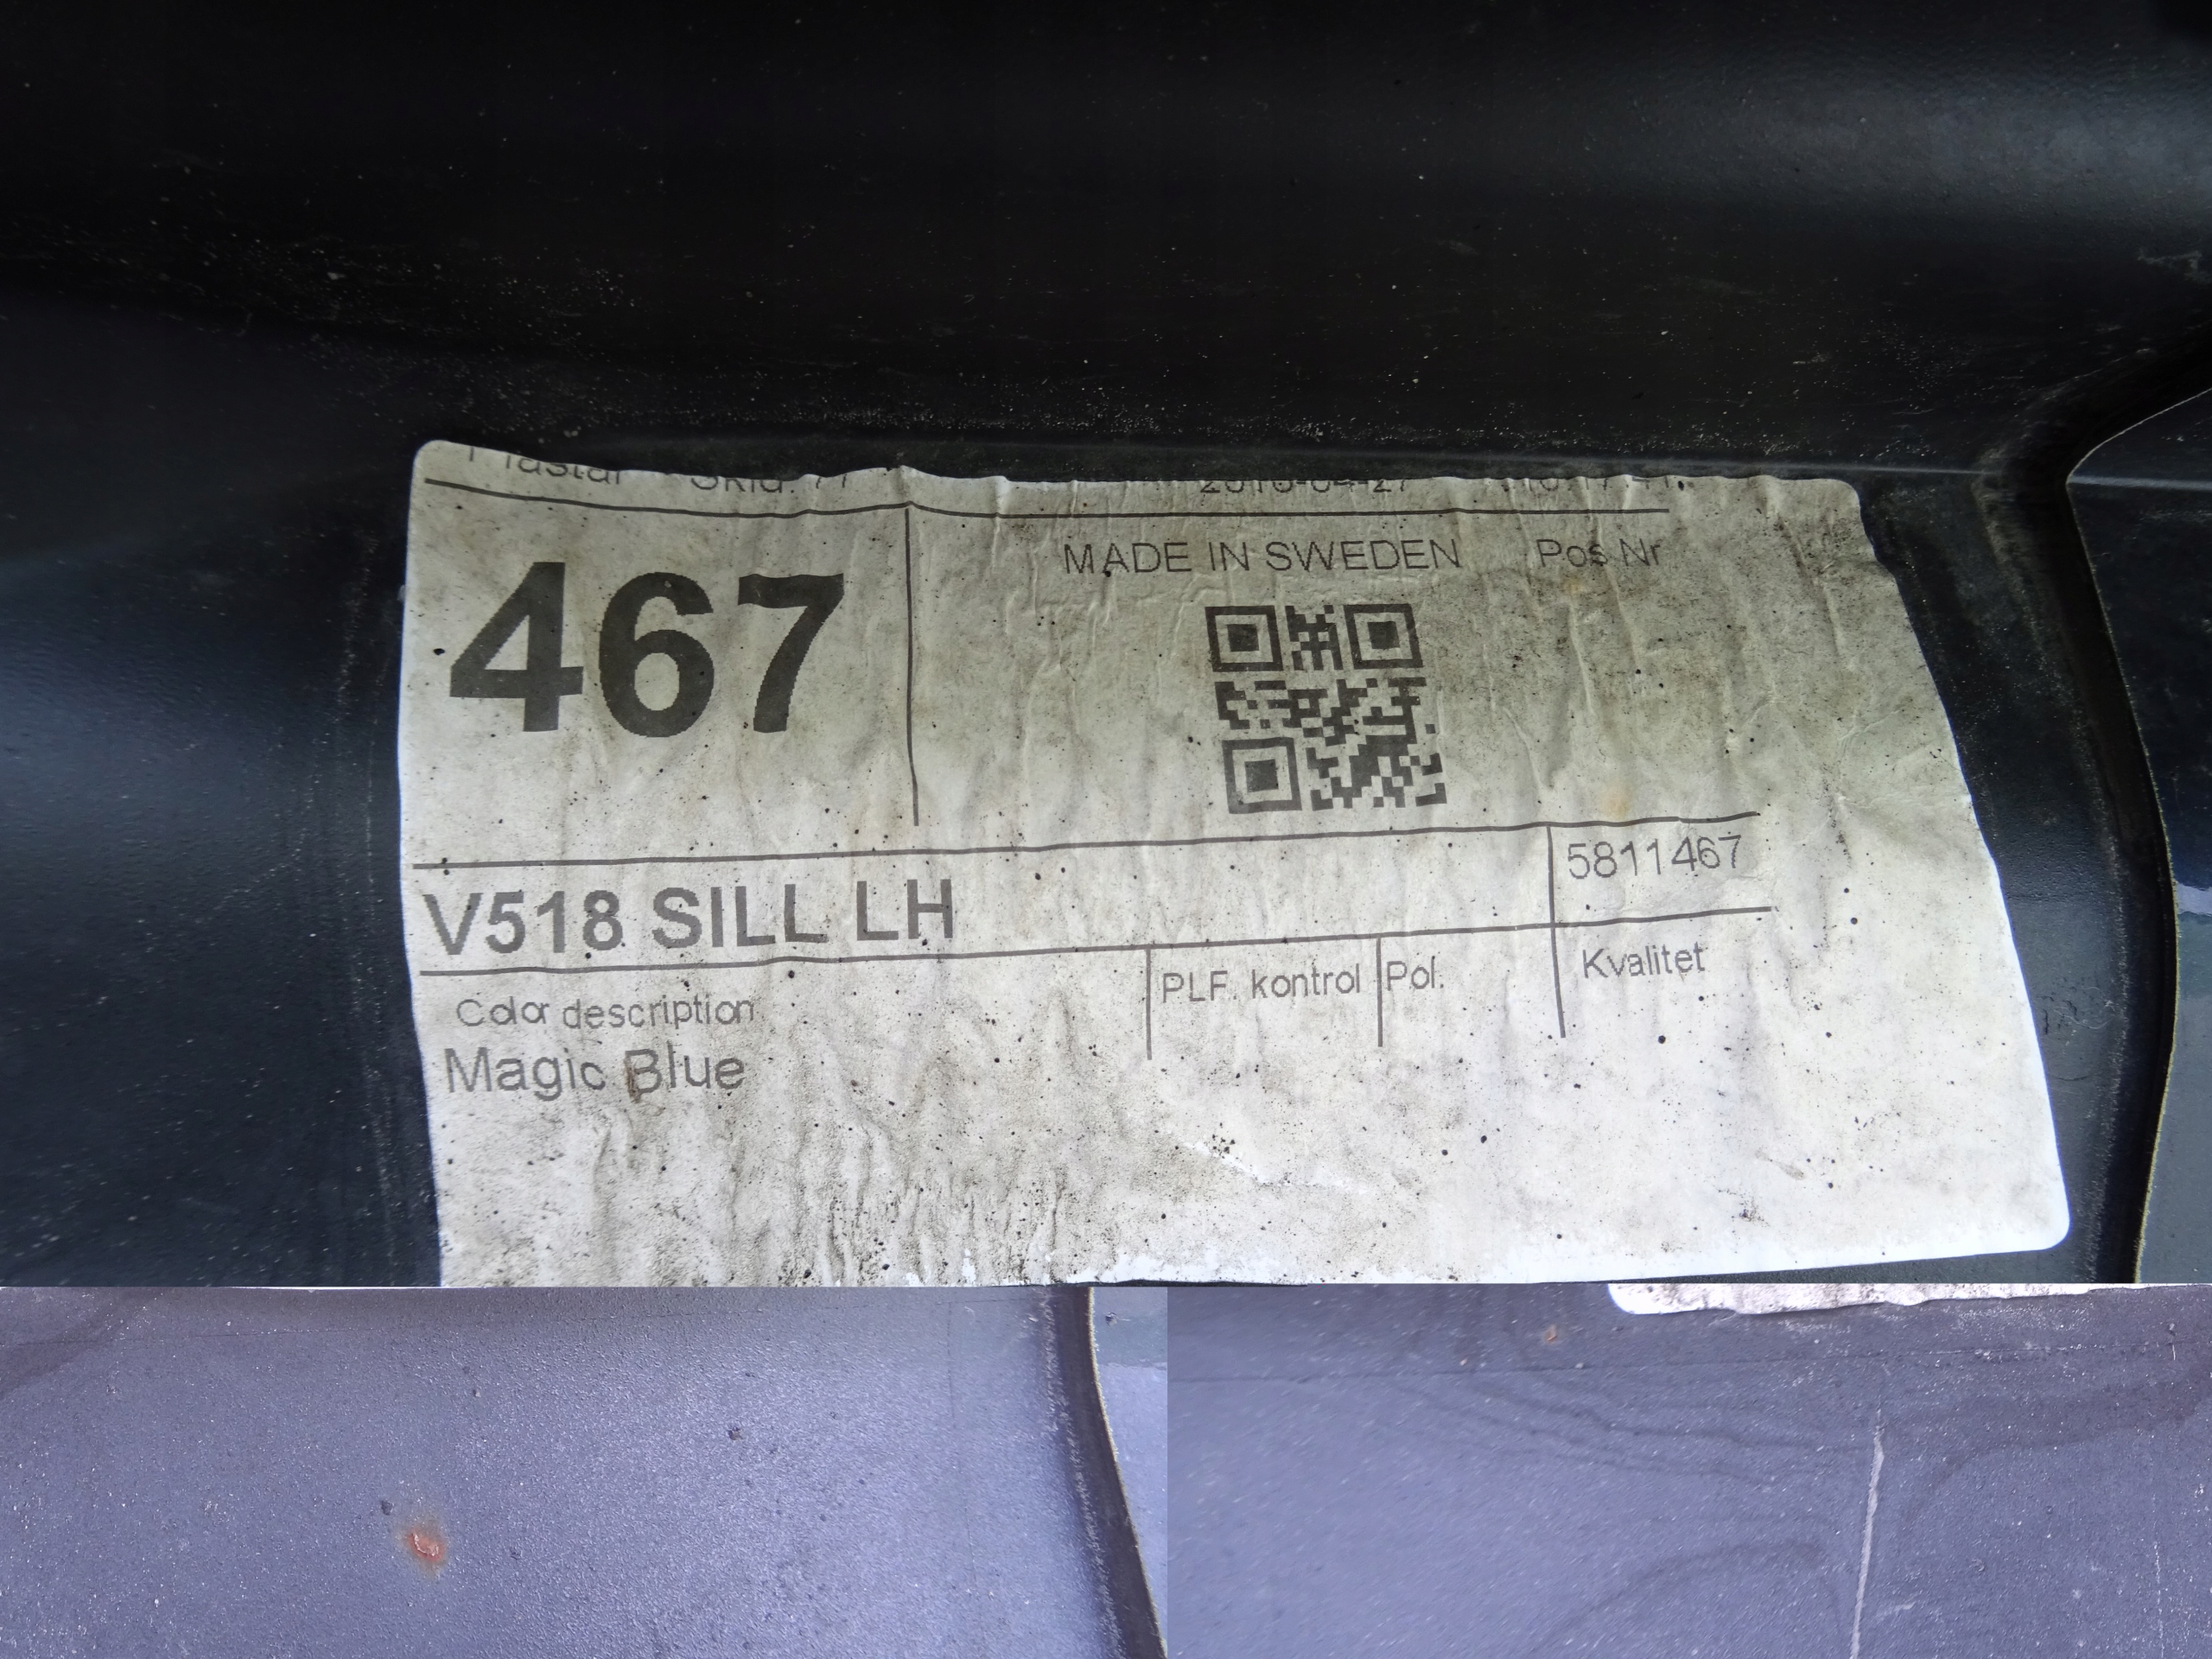 467
MADE IN SWEDEN Pos Nr
V518 SILL LH
5811467
Color description
PLF. kontrol Pol. Kvalitet
Magic Blue